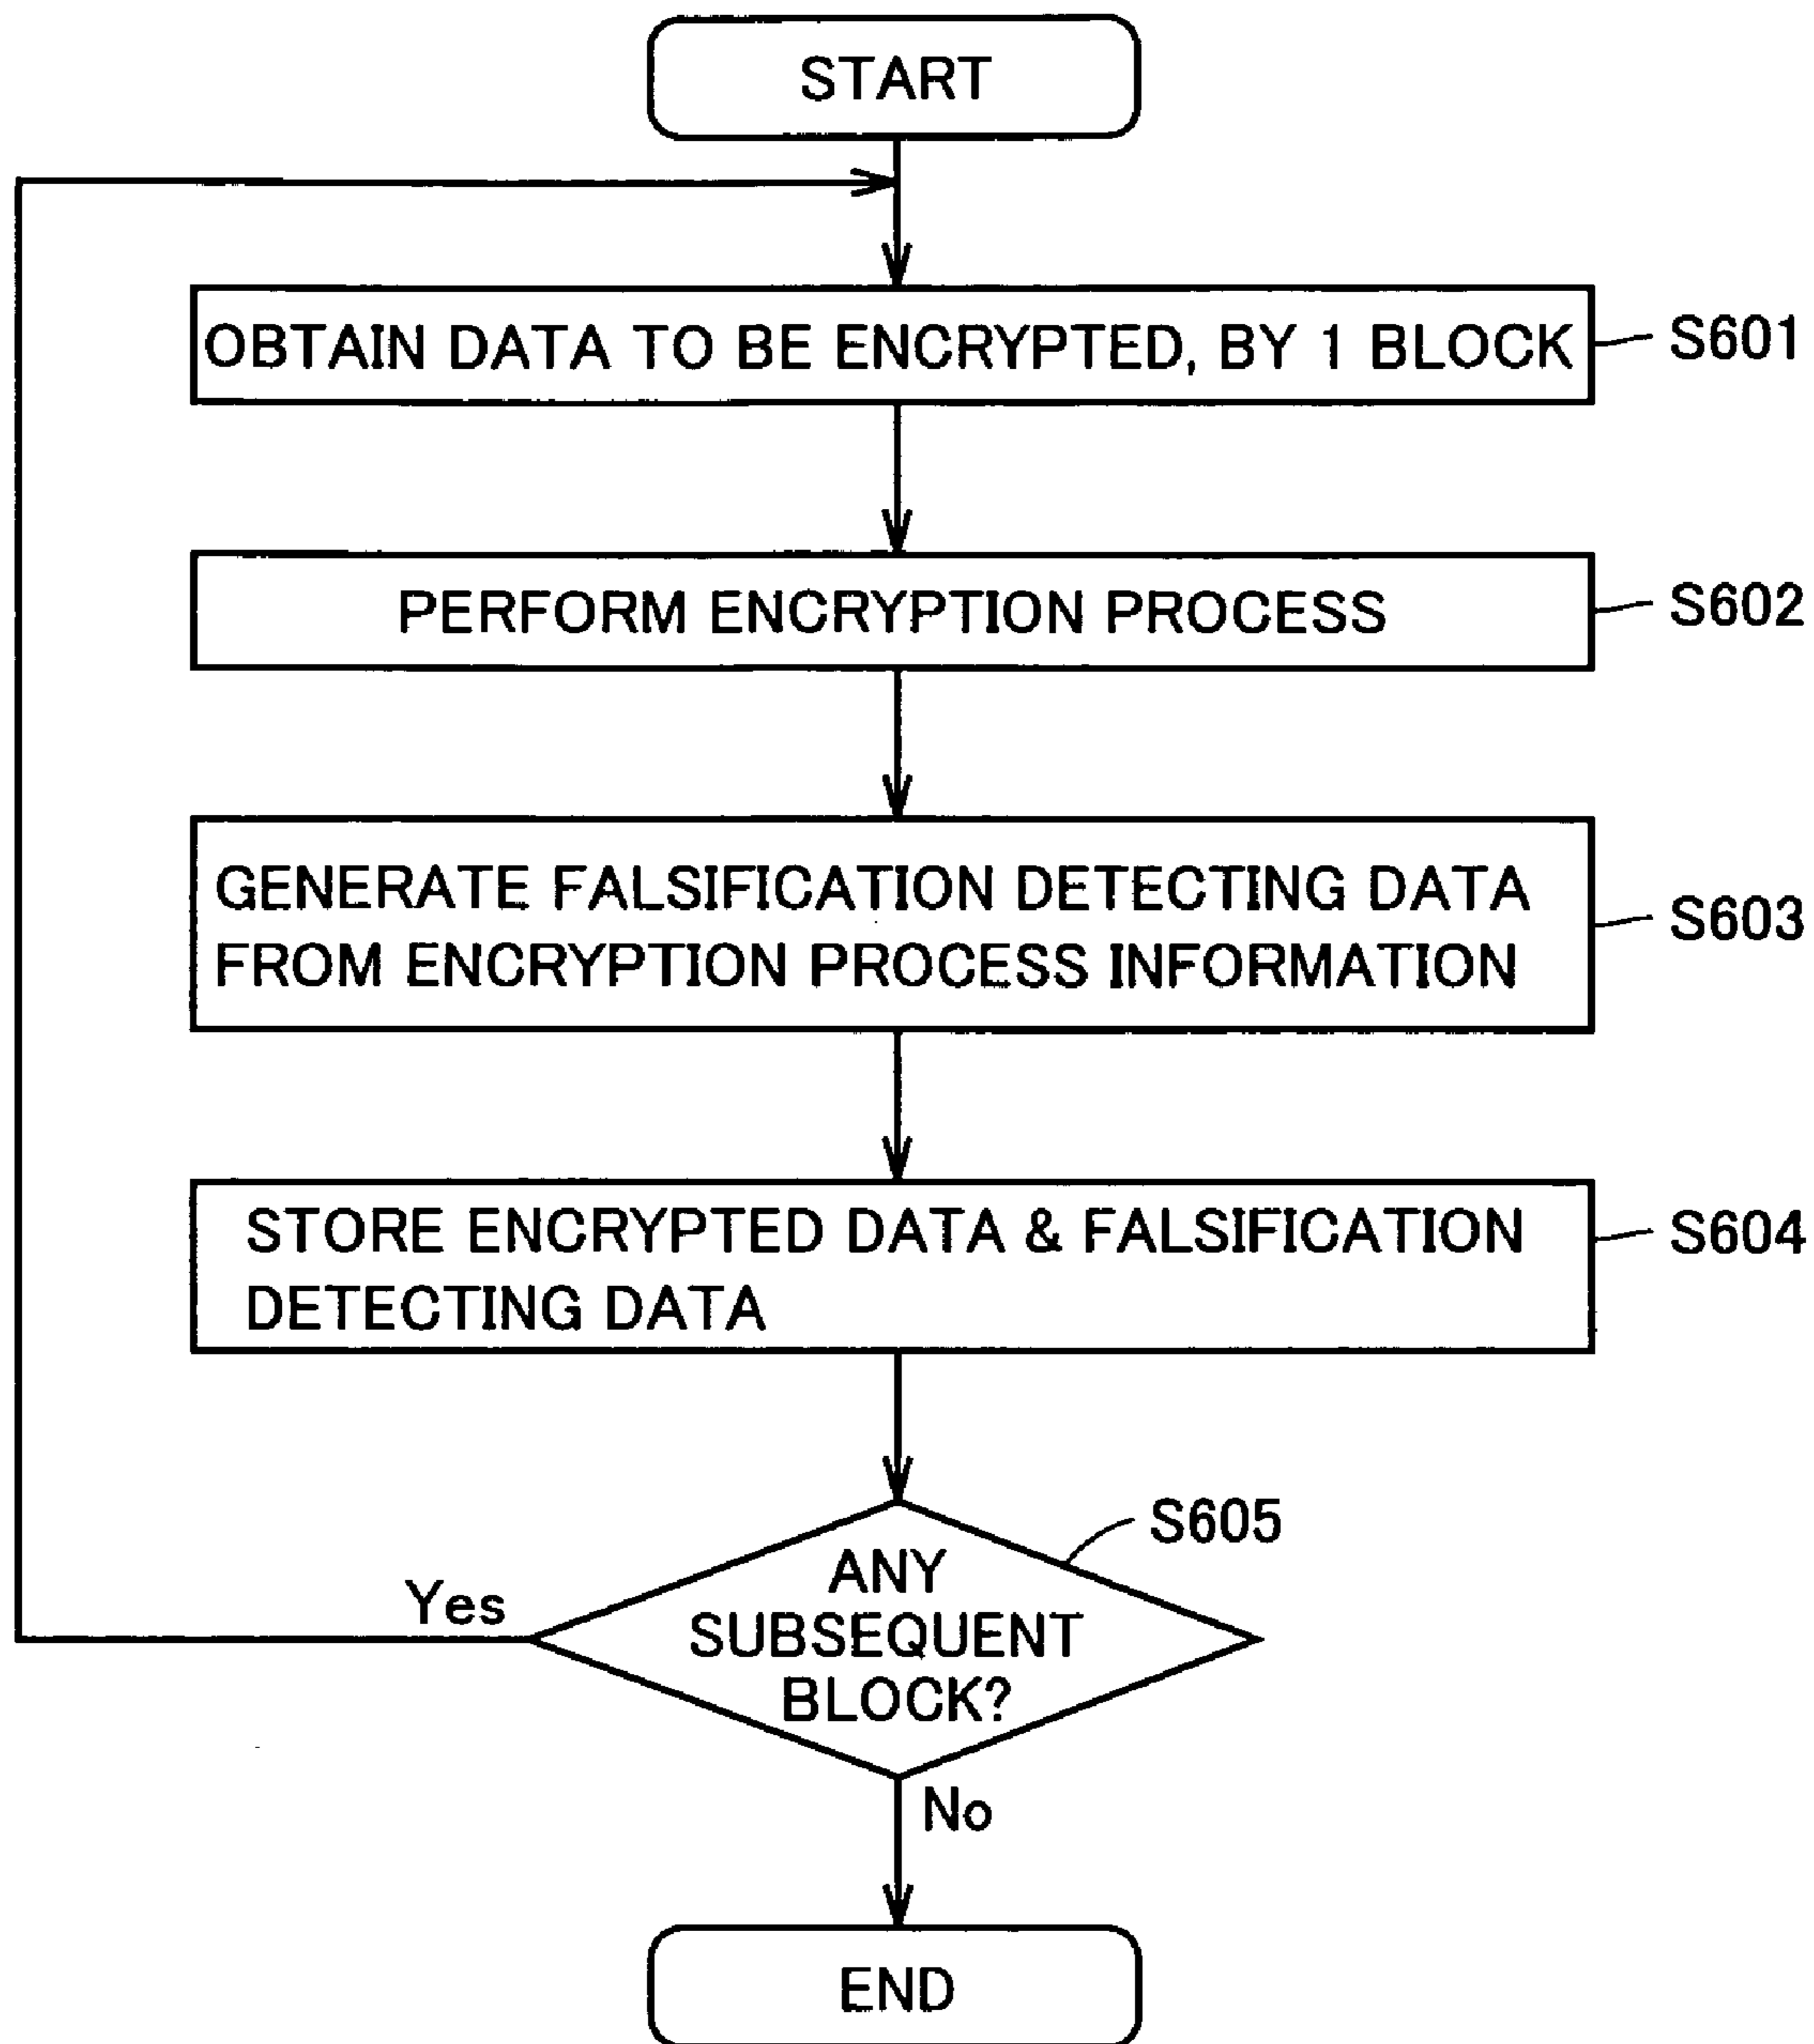 START
OBTAIN DATA TO BE ENCRYPTED, BY 1 BLOCK
S601
PERFORM ENCRYPTION PROCESS
S602
GENERATE FALSIFICATION DETECTING DATA
FROM ENCRYPTION PROCESS INFORMATION
S603
STORE ENCRYPTED DATA & FALSIFICATION
DETECTING DATA
S604
S605
ANY
SUBSEQUENT
BLOCK?
Yes
No
END